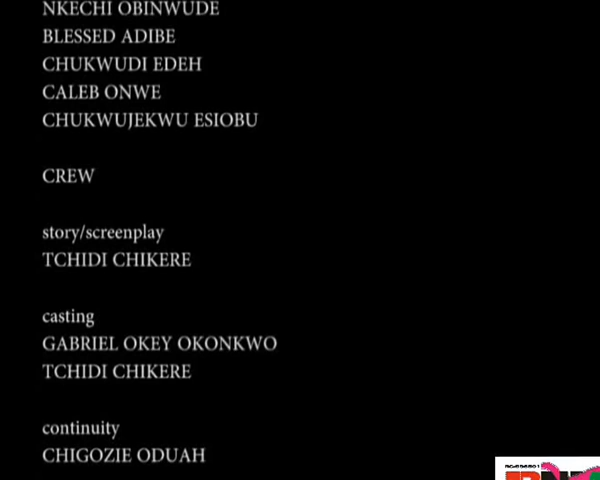 NKECHI OBINWUDE
BLESSED ADIBE
CHUKWUDI EDEH
CALEB ONWE
CHUKWUJEKWU ESIOBU
CREW
story/screenplay
TCHIDI CHIKERE
casting
GABRIEL OKEY OKONKWO
TCHIDI CHIKERE
continuity
CHIGOZIE ODUAH